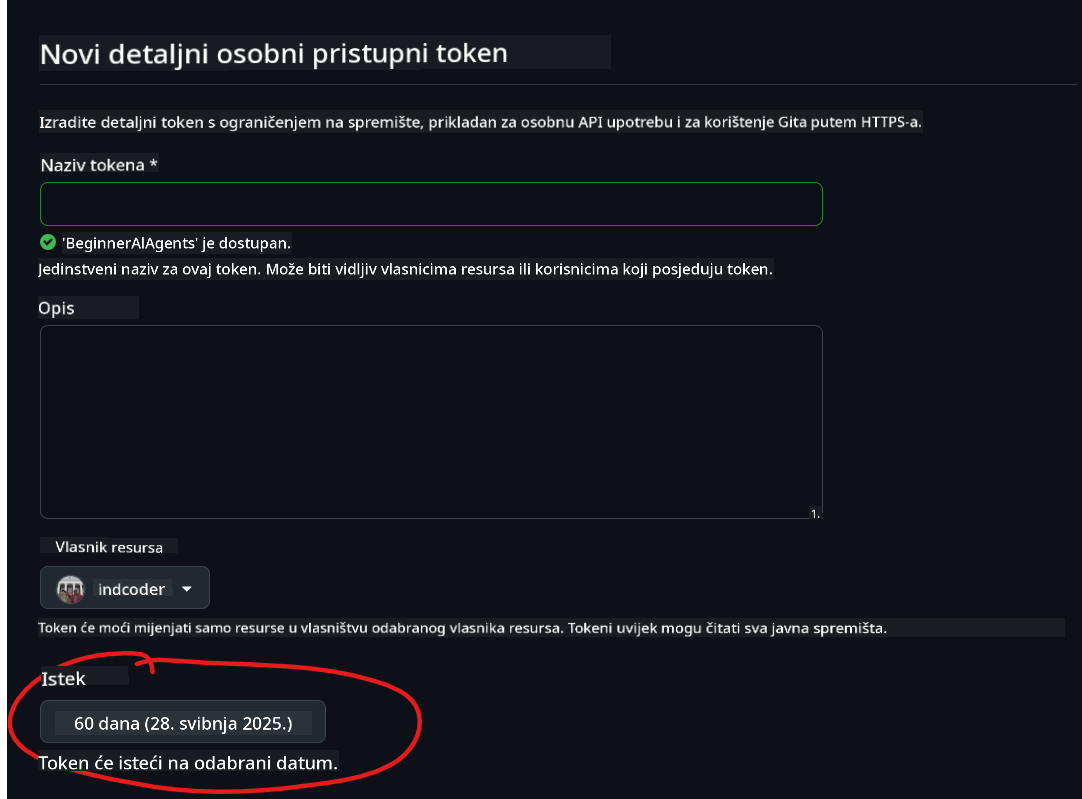 Novi detaljni osobni pristupni token
Izradite detaljni token s ograničenjem na spremište, prikladan za osobnu API upotrebu i za korištenje Gita putem HTTPS-a.
Naziv tokena *
'BeginnerAIAgents' je dostupan.
Jedinstveni naziv za ovaj token. Može biti vidljiv vlasnicima resursa ili korisnicima koji posjeduju token.
Opis
1.
Vlasnik resursa
indcoder
Token će moći mijenjati samo resurse u vlasništvu odabranog vlasnika resursa. Tokeni uvijek mogu čitati sva javna spremišta.
Istek
60 dana (28. svibnja 2025.)
Token će isteći na odabrani datum.